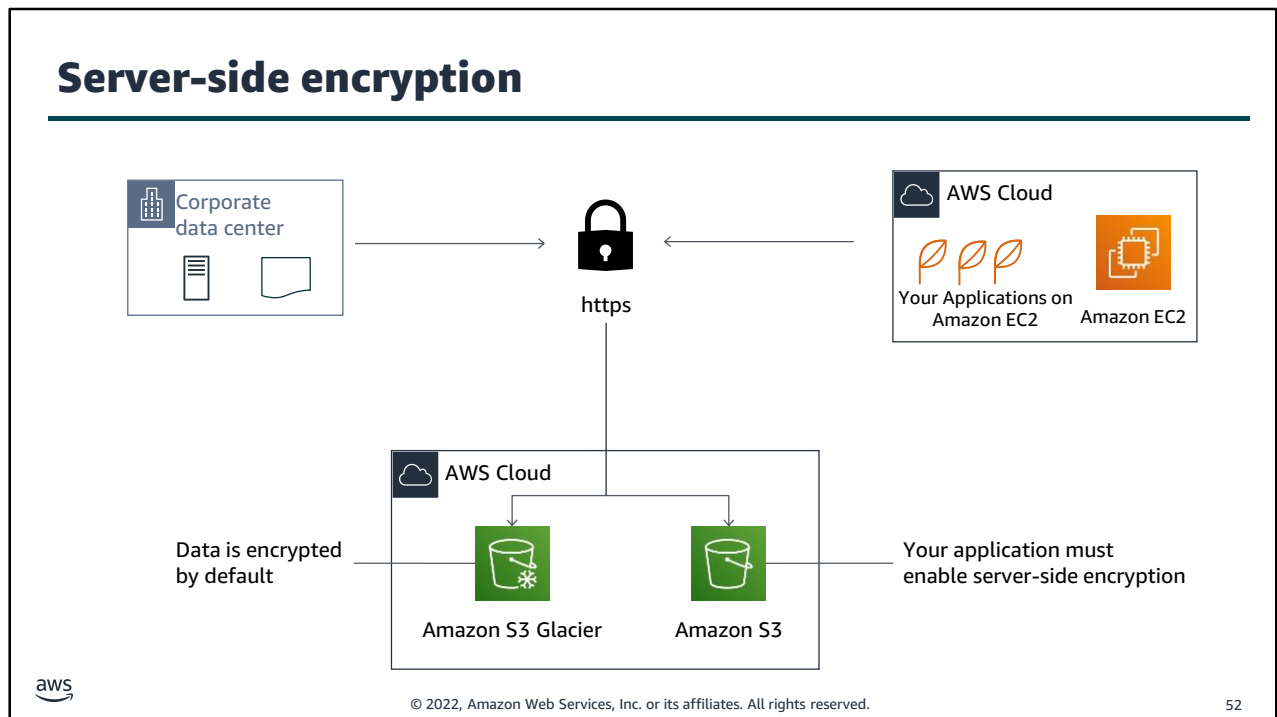 Server-side encryption
Corporate
data center
https
AWS Cloud
Your Applications on
Amazon EC2
Amazon EC2
AWS Cloud
Data is encrypted
by default
Amazon S3 Glacier
Amazon S3
Your application must
enable server-side encryption
aws
© 2022, Amazon Web Services, Inc. or its affiliates. All rights reserved.
52